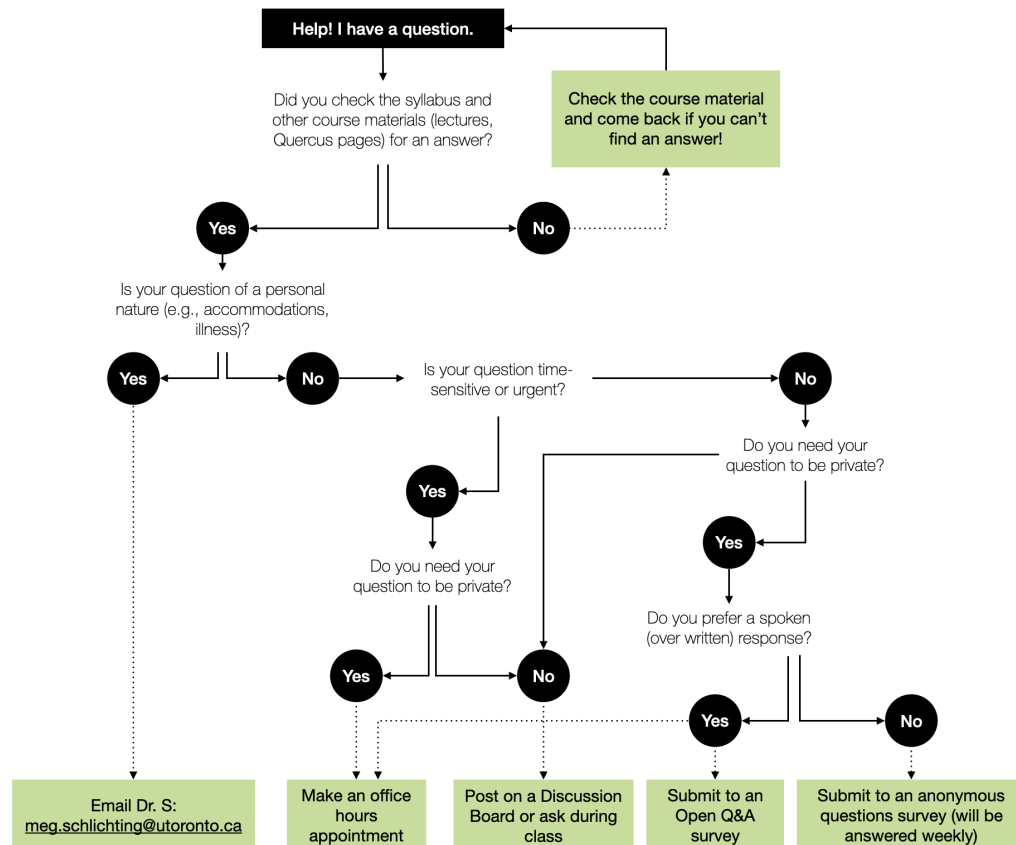 Help! I have a question.
Did you check the syllabus and
other course materials (lectures,
Quercus pages) for an answer?
Check the course material
and come back if you can't
find an answer!
Yes
No
Is your question of a personal
nature (e.g., accommodations,
illness)?
Yes
No
Is your question time-
sensitive or urgent?
No
Do you need your
question to be private?
Yes
Yes
Do you need your
question to be private?
Do you prefer a spoken
(over written) response?
Yes
No
Yes
No
Email Dr. S:
meg.schlichting@utoronto.ca
Make an office
hours
appointment
Post on a Discussion
Board or ask during
class
Submit to an
Open Q&A
survey
Submit to an anonymous
questions survey (will be
answered weekly)